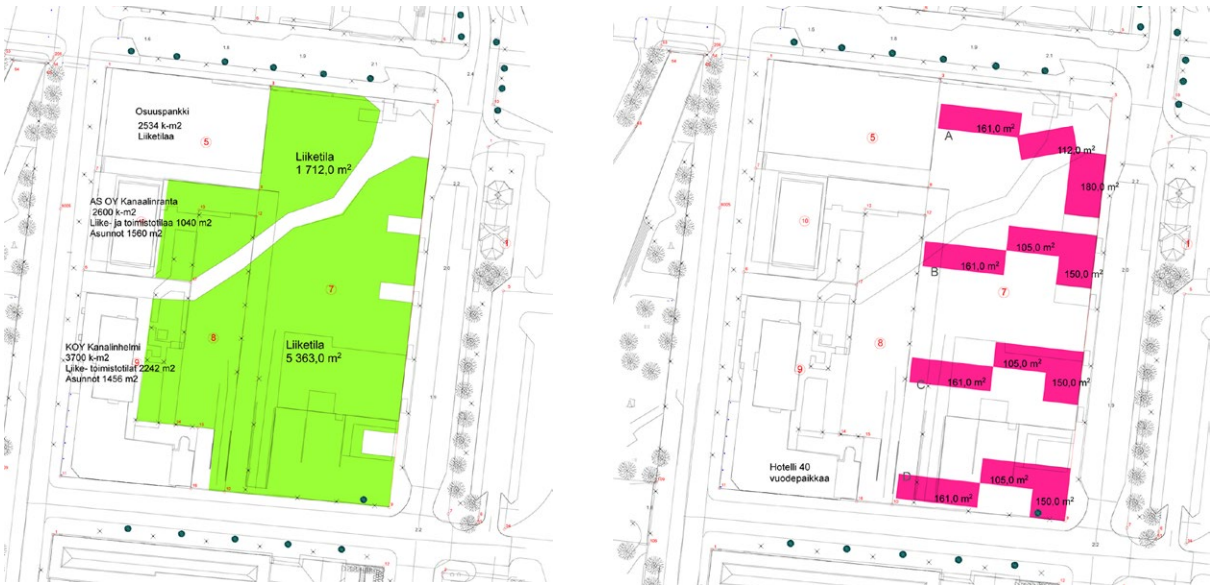 Osuuspankki
2534 k-m2
Liiketilaa
5
Liiketila
1 712,0 m²
AS OY Kanaalinranta
2600 k-m2
Liike- ja toimistotilaa 1040 m2
Asunnot 1560 m2
7
8
Liiketila
5 363,0 m²
KOY Kanalinhelmi
3700 k-m2
Liike- toimistotilat 2242 m2
Asunnot 1456 m2
9
1
5
161,0 m²
A
112,0 m²
180,0 m²
10
1
105,0 m²
B
161,0 m²
150,0 m²
7
8
9
105,0 m²
C
161,0 m²
150,0 m²
Hotelli 40
vuodepaikkaa
D
105,0 m²
161,0 m²
150,0 m²